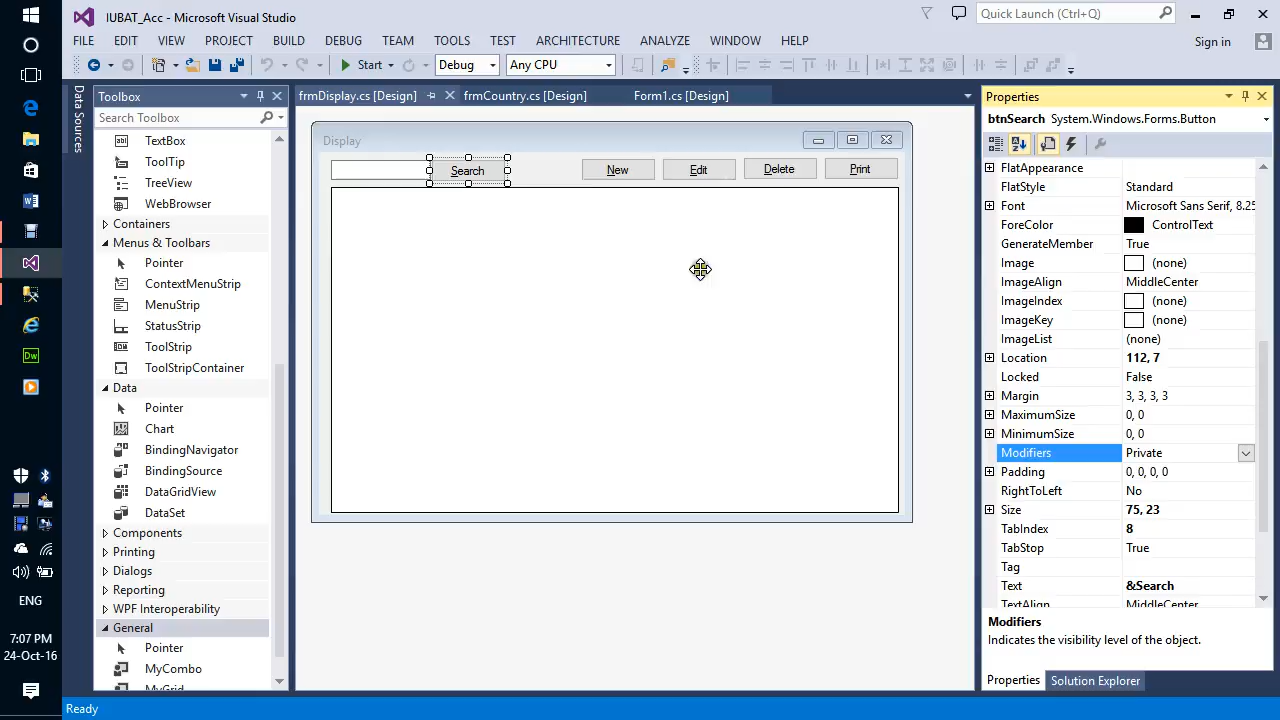 IUBAT_Acc - Microsoft Visual Studio
Quick Launch (Ctrl+Q)
FILE EDIT VIEW PROJECT BUILD DEBUG TEAM TOOLS TEST ARCHITECTURE ANALYZE WINDOW HELP
Sign in
Start Debug Any CPU
Data Sources
Toolbox
Search Toolbox
TextBox
ToolTip
TreeView
WebBrowser
Containers
Menus & Toolbars
Pointer
ContextMenuStrip
MenuStrip
StatusStrip
ToolStrip
ToolStripContainer
Data
Pointer
Chart
BindingNavigator
BindingSource
DataGridView
DataSet
Components
Printing
Dialogs
Reporting
WPF Interoperability
General
Pointer
MyCombo
MyGrid
frmDisplay.cs [Design] frmCountry.cs [Design] Form1.cs [Design]
Display
Search New Edit Delete Print
Properties
btnSearch System.Windows.Forms.Button
FlatAppearance
FlatStyle Standard
Font Microsoft Sans Serif, 8.25
ForeColor ControlText
GenerateMember True
Image (none)
ImageAlign MiddleCenter
ImageIndex (none)
ImageKey (none)
ImageList (none)
Location 112, 7
Locked False
Margin 3, 3, 3, 3
MaximumSize 0, 0
MinimumSize 0, 0
Modifiers Private
Padding 0, 0, 0, 0
RightToLeft No
Size 75, 23
TabIndex 8
TabStop True
Tag
Text &Search
TextAlign MiddleCenter
Modifiers
Indicates the visibility level of the object.
Properties Solution Explorer
Dw
ENG
7:07 PM
24-Oct-16
Ready